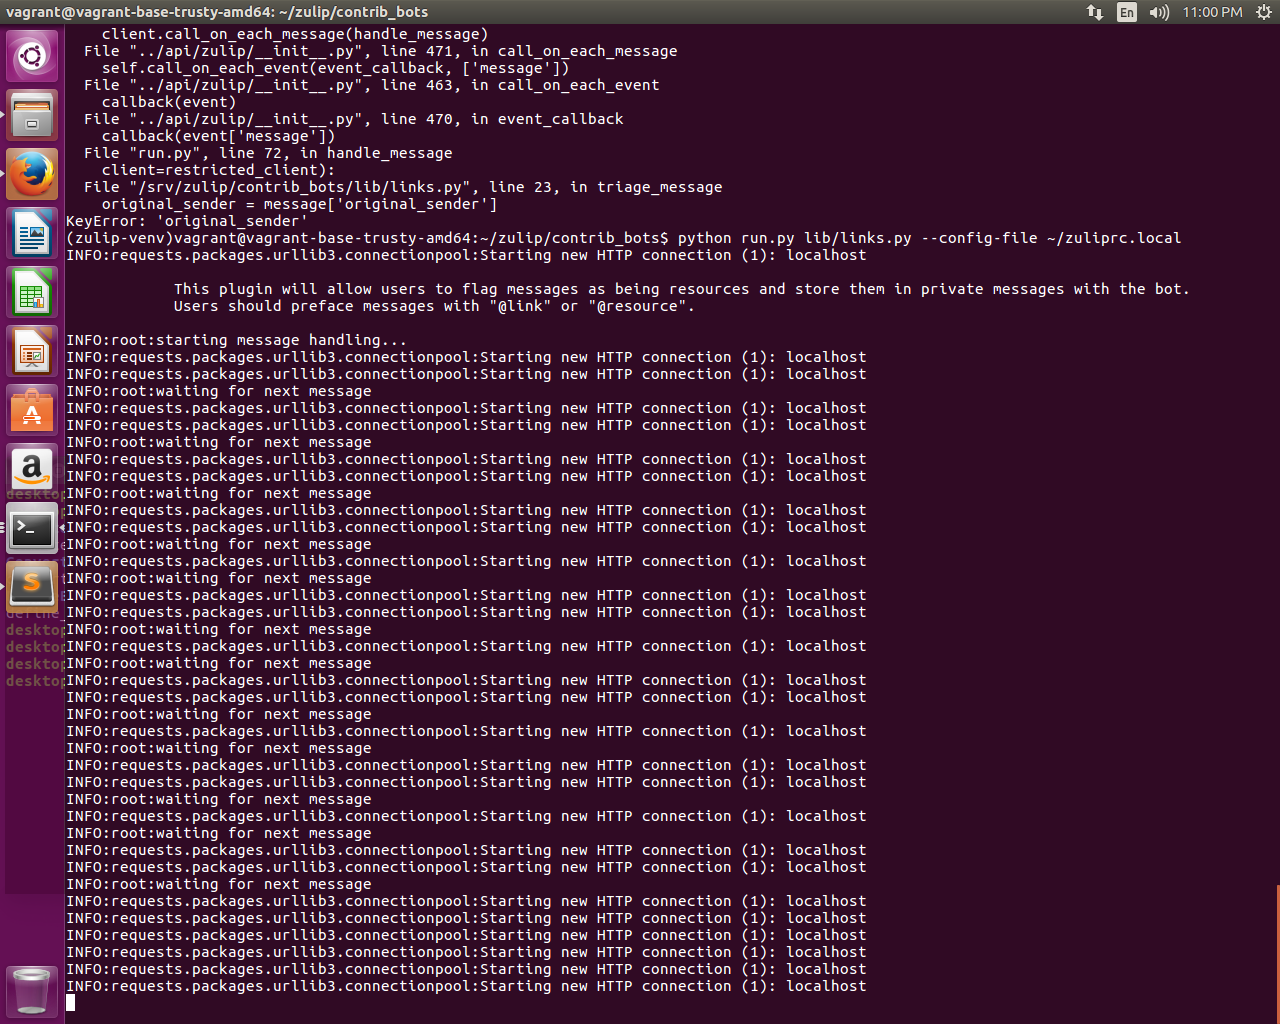 vagrant@vagrant-base-trusty-amd64: ~/zulip/contrib_bots
En
11:00 PM
    client.call_on_each_message(handle_message)
  File "../api/zulip/__init__.py", line 471, in call_on_each_message
    self.call_on_each_event(event_callback, ['message'])
  File "../api/zulip/__init__.py", line 463, in call_on_each_event
    callback(event)
  File "../api/zulip/__init__.py", line 470, in event_callback
    callback(event['message'])
  File "run.py", line 72, in handle_message
    client=restricted_client):
  File "/srv/zulip/contrib_bots/lib/links.py", line 23, in triage_message
    original_sender = message['original_sender']
KeyError: 'original_sender'
(zulip-venv)vagrant@vagrant-base-trusty-amd64:~/zulip/contrib_bots$ python run.py lib/links.py --config-file ~/zuliprc.local
INFO:requests.packages.urllib3.connectionpool:Starting new HTTP connection (1): localhost
            This plugin will allow users to flag messages as being resources and store them in private messages with the bot.
            Users should preface messages with "@link" or "@resource".
INFO:root:starting message handling...
INFO:requests.packages.urllib3.connectionpool:Starting new HTTP connection (1): localhost
INFO:requests.packages.urllib3.connectionpool:Starting new HTTP connection (1): localhost
INFO:root:waiting for next message
INFO:requests.packages.urllib3.connectionpool:Starting new HTTP connection (1): localhost
INFO:requests.packages.urllib3.connectionpool:Starting new HTTP connection (1): localhost
INFO:root:waiting for next message
INFO:requests.packages.urllib3.connectionpool:Starting new HTTP connection (1): localhost
INFO:requests.packages.urllib3.connectionpool:Starting new HTTP connection (1): localhost
INFO:root:waiting for next message
INFO:requests.packages.urllib3.connectionpool:Starting new HTTP connection (1): localhost
INFO:requests.packages.urllib3.connectionpool:Starting new HTTP connection (1): localhost
INFO:root:waiting for next message
INFO:requests.packages.urllib3.connectionpool:Starting new HTTP connection (1): localhost
INFO:root:waiting for next message
INFO:requests.packages.urllib3.connectionpool:Starting new HTTP connection (1): localhost
INFO:requests.packages.urllib3.connectionpool:Starting new HTTP connection (1): localhost
INFO:root:waiting for next message
INFO:requests.packages.urllib3.connectionpool:Starting new HTTP connection (1): localhost
INFO:root:waiting for next message
INFO:requests.packages.urllib3.connectionpool:Starting new HTTP connection (1): localhost
INFO:requests.packages.urllib3.connectionpool:Starting new HTTP connection (1): localhost
INFO:root:waiting for next message
INFO:requests.packages.urllib3.connectionpool:Starting new HTTP connection (1): localhost
INFO:root:waiting for next message
INFO:requests.packages.urllib3.connectionpool:Starting new HTTP connection (1): localhost
INFO:requests.packages.urllib3.connectionpool:Starting new HTTP connection (1): localhost
INFO:root:waiting for next message
INFO:requests.packages.urllib3.connectionpool:Starting new HTTP connection (1): localhost
INFO:root:waiting for next message
INFO:requests.packages.urllib3.connectionpool:Starting new HTTP connection (1): localhost
INFO:requests.packages.urllib3.connectionpool:Starting new HTTP connection (1): localhost
INFO:root:waiting for next message
INFO:requests.packages.urllib3.connectionpool:Starting new HTTP connection (1): localhost
INFO:requests.packages.urllib3.connectionpool:Starting new HTTP connection (1): localhost
INFO:requests.packages.urllib3.connectionpool:Starting new HTTP connection (1): localhost
INFO:requests.packages.urllib3.connectionpool:Starting new HTTP connection (1): localhost
INFO:requests.packages.urllib3.connectionpool:Starting new HTTP connection (1): localhost
INFO:requests.packages.urllib3.connectionpool:Starting new HTTP connection (1): localhost
desktop
desktop
desktop
desktop
desktop